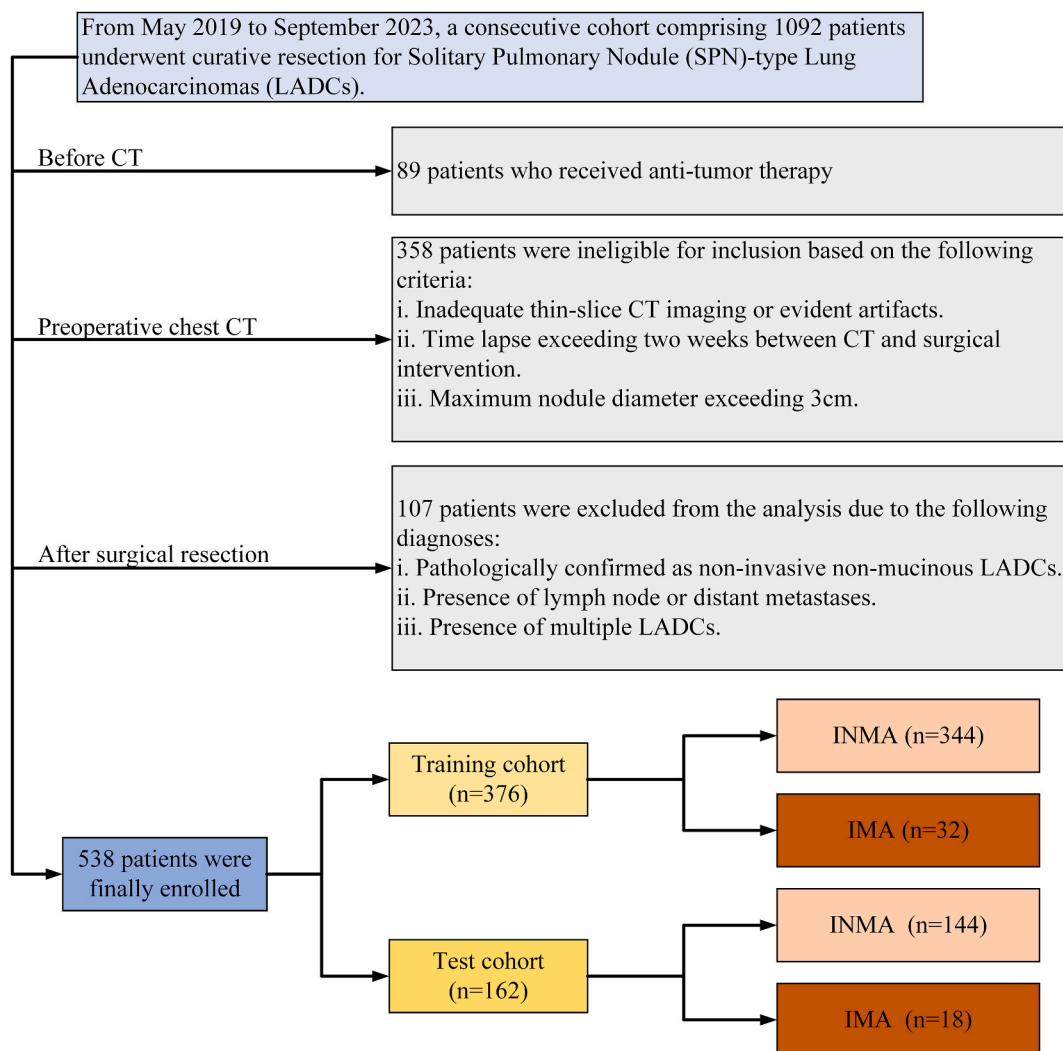 From May 2019 to September 2023, a consecutive cohort comprising 1092 patients
underwent curative resection for Solitary Pulmonary Nodule (SPN)-type Lung
Adenocarcinomas (LADCs).
Before CT
89 patients who received anti-tumor therapy
358 patients were ineligible for inclusion based on the following
criteria:
i. Inadequate thin-slice CT imaging or evident artifacts.
ii. Time lapse exceeding two weeks between CT and surgical
intervention.
iii. Maximum nodule diameter exceeding 3cm.
Preoperative chest CT
107 patients were excluded from the analysis due to the following
diagnoses:
i. Pathologically confirmed as non-invasive non-mucinous LADCs.
ii. Presence of lymph node or distant metastases.
iii. Presence of multiple LADCs.
After surgical resection
538 patients were
finally enrolled
Training cohort
(n=376)
INMA (n=344)
IMA (n=32)
Test cohort
(n=162)
INMA (n=144)
IMA (n=18)